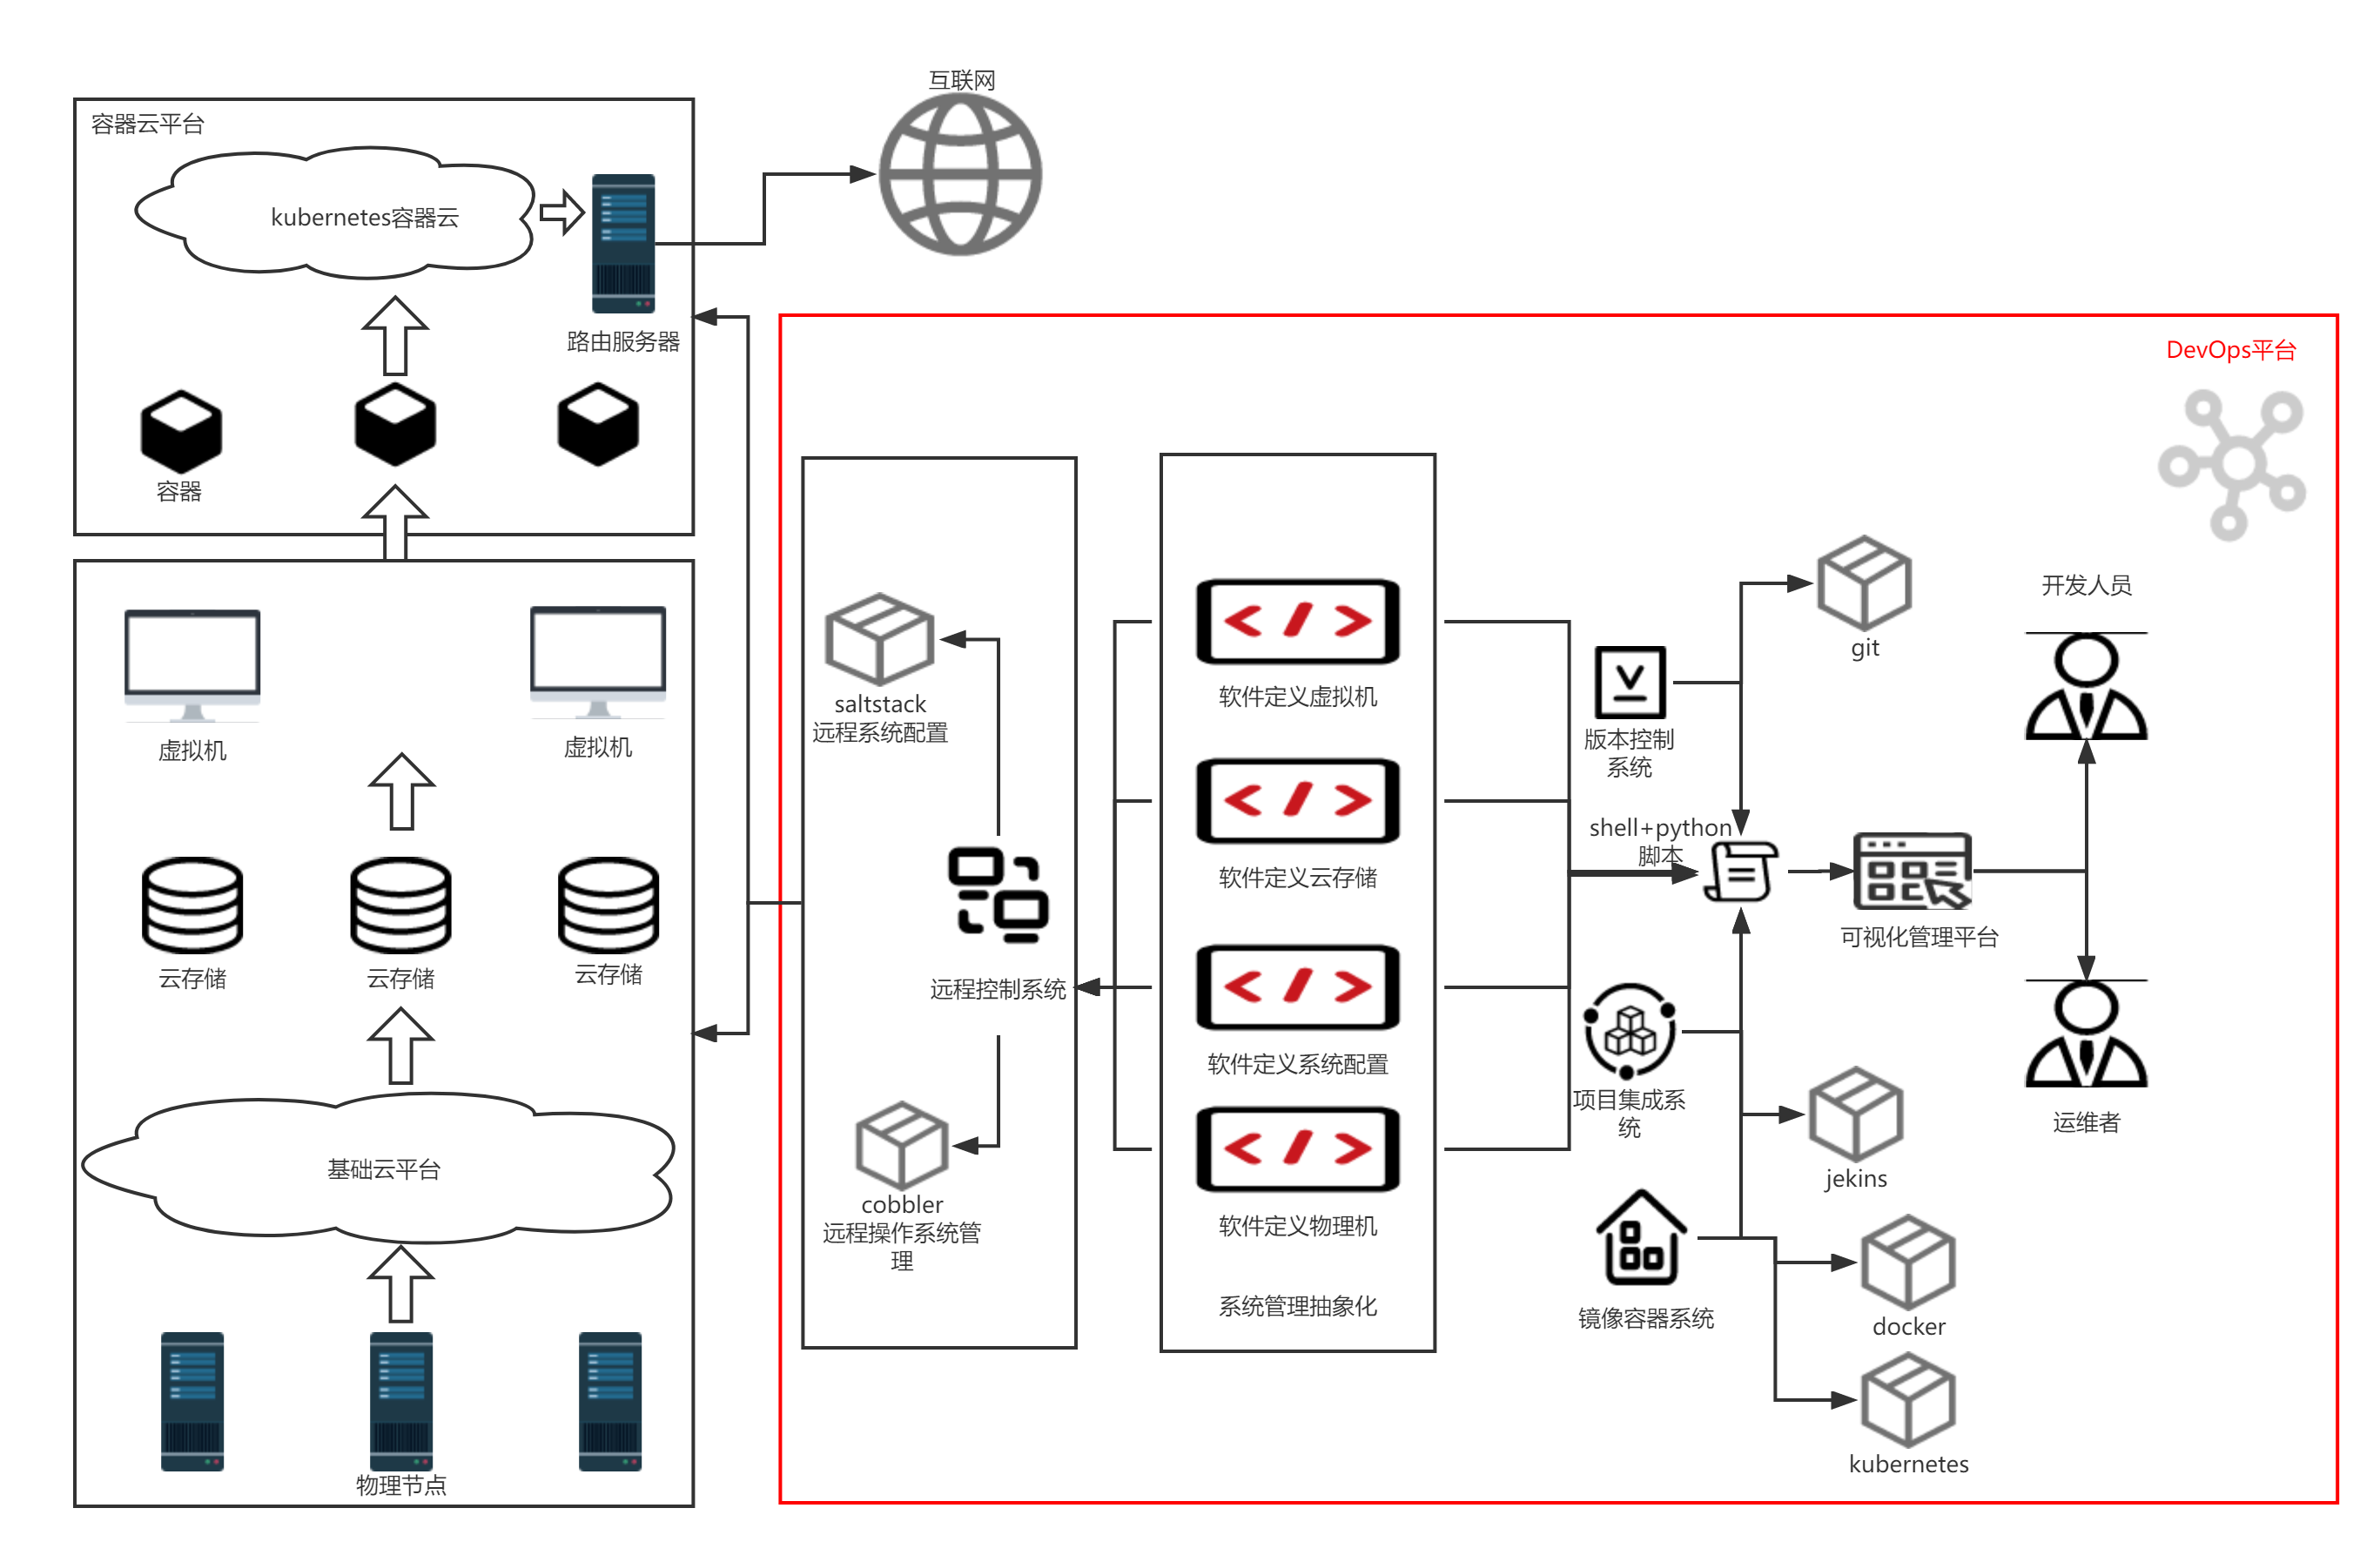 互联网
容器云平台
kubernetes容器云
路由服务器
容器
虚拟机
虚拟机
云存储
云存储
云存储
基础云平台
物理节点
DevOps平台
saltstack
远程系统配置
远程控制系统
cobbler
远程操作系统管
理
软件定义虚拟机
软件定义云存储
软件定义系统配置
软件定义物理机
系统管理抽象化
版本控制
系统
git
shell+python
脚本
项目集成系
统
jekins
镜像容器系统
docker
kubernetes
可视化管理平台
开发人员
运维者